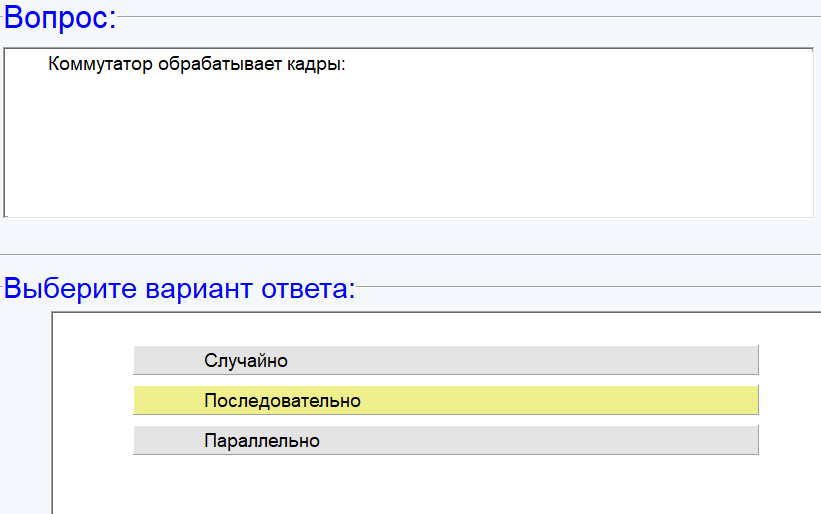 Вопрос:
Коммутатор обрабатывает кадры:
Выберите вариант ответа:
Случайно
Последовательно
Параллельно